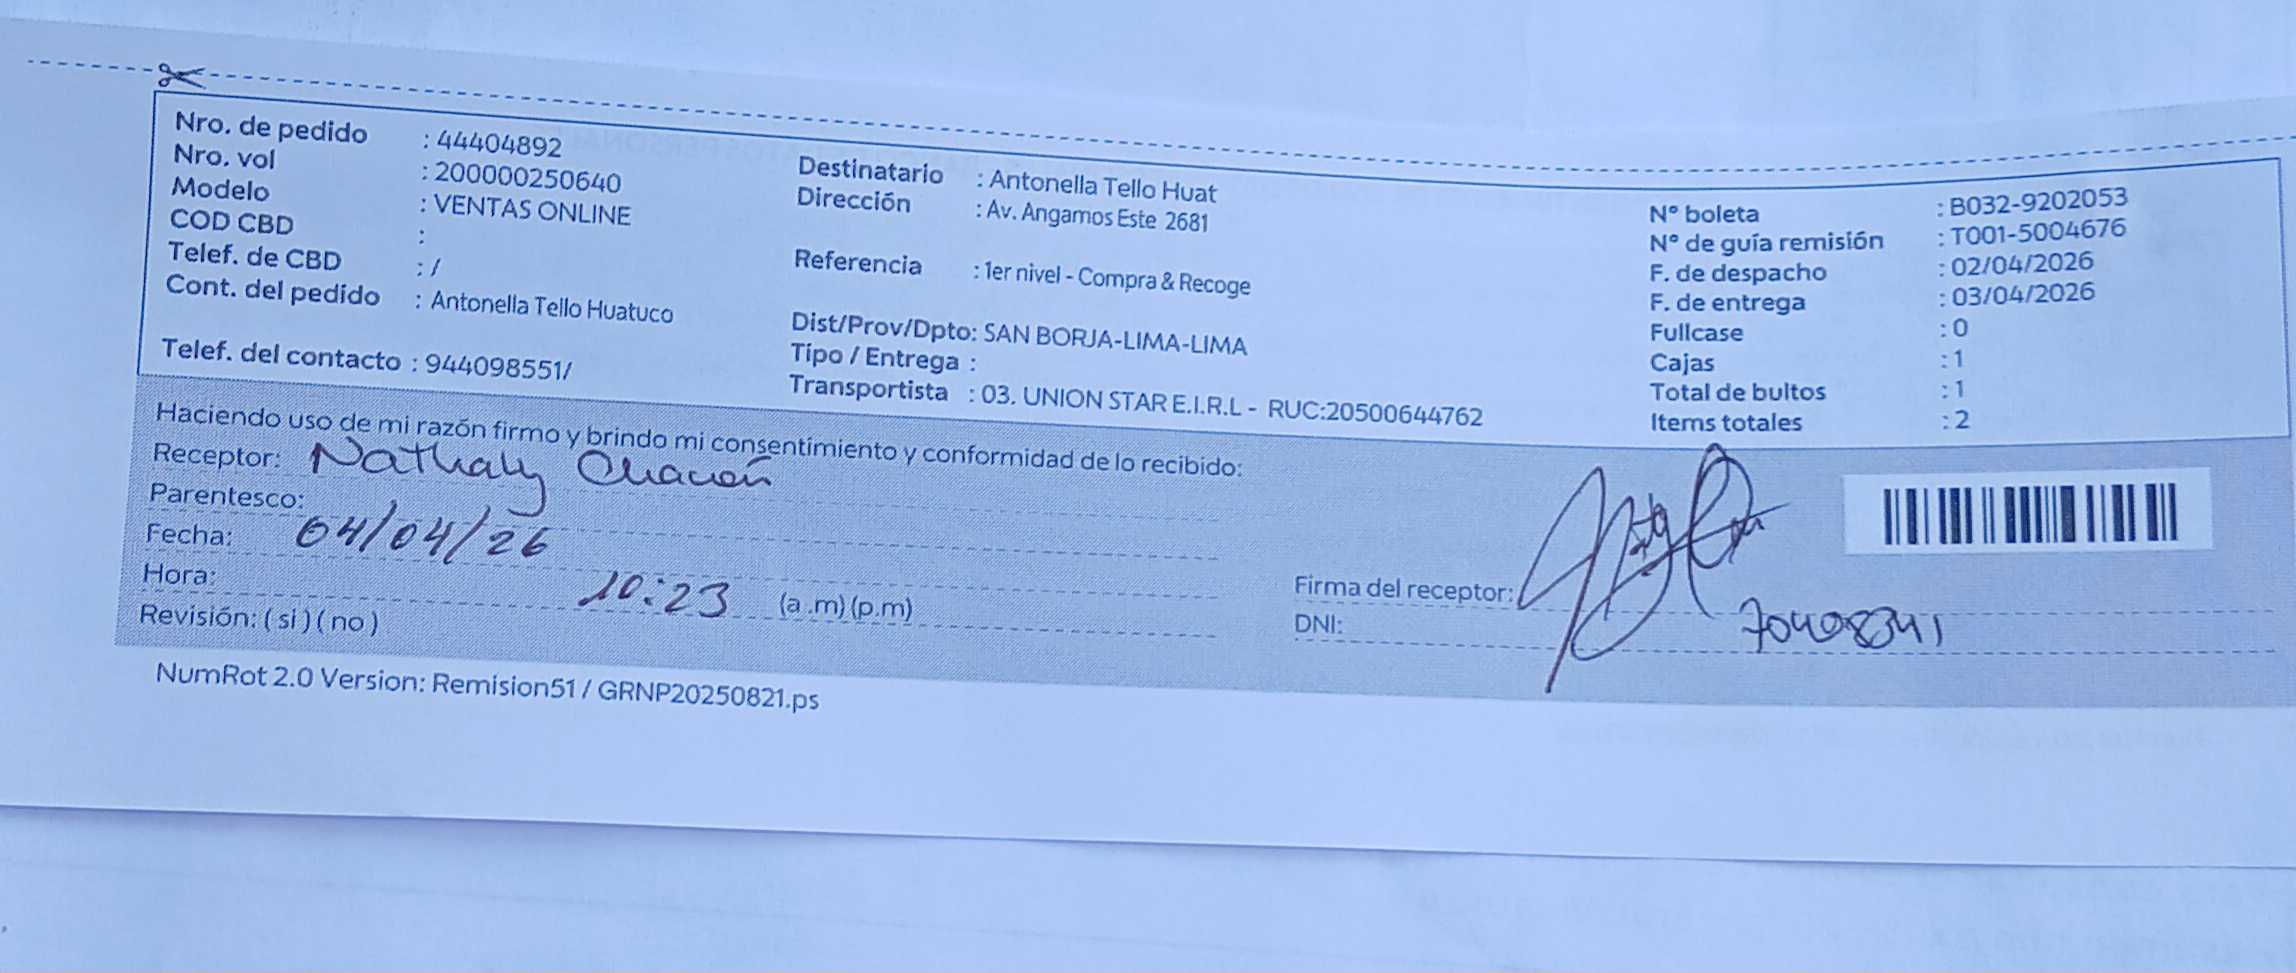 Nro. de pedido : 44404892
Nro. vol : 200000250640
Modelo : VENTAS ONLINE
COD CBD :
Telef. de CBD : /
Cont. del pedido : Antonella Tello Huatuco
Telef. del contacto : 944098551/
Destinatario : Antonella Tello Huat
Dirección : Av. Angamos Este 2681
Referencia : 1er nivel - Compra & Recoge
Dist/Prov/Dpto: SAN BORJA-LIMA-LIMA
Tipo / Entrega :
Transportista : 03. UNION STAR E.I.R.L - RUC:20500644762
N° boleta : B032-9202053
N° de guía remisión : T001-5004676
F. de despacho : 02/04/2026
F. de entrega : 03/04/2026
Fullcase : 0
Cajas : 1
Total de bultos : 1
Items totales : 2
Haciendo uso de mi razón firmo y brindo mi consentimiento y conformidad de lo recibido:
Receptor: Nathaly
Parentesco:
Fecha: 04/04/26
Hora: 10:23 (a .m) (p.m)
Revisión: ( si ) ( no )
Firma del receptor:
DNI: 70408341
NumRot 2.0 Version: Remision51 / GRNP20250821.ps